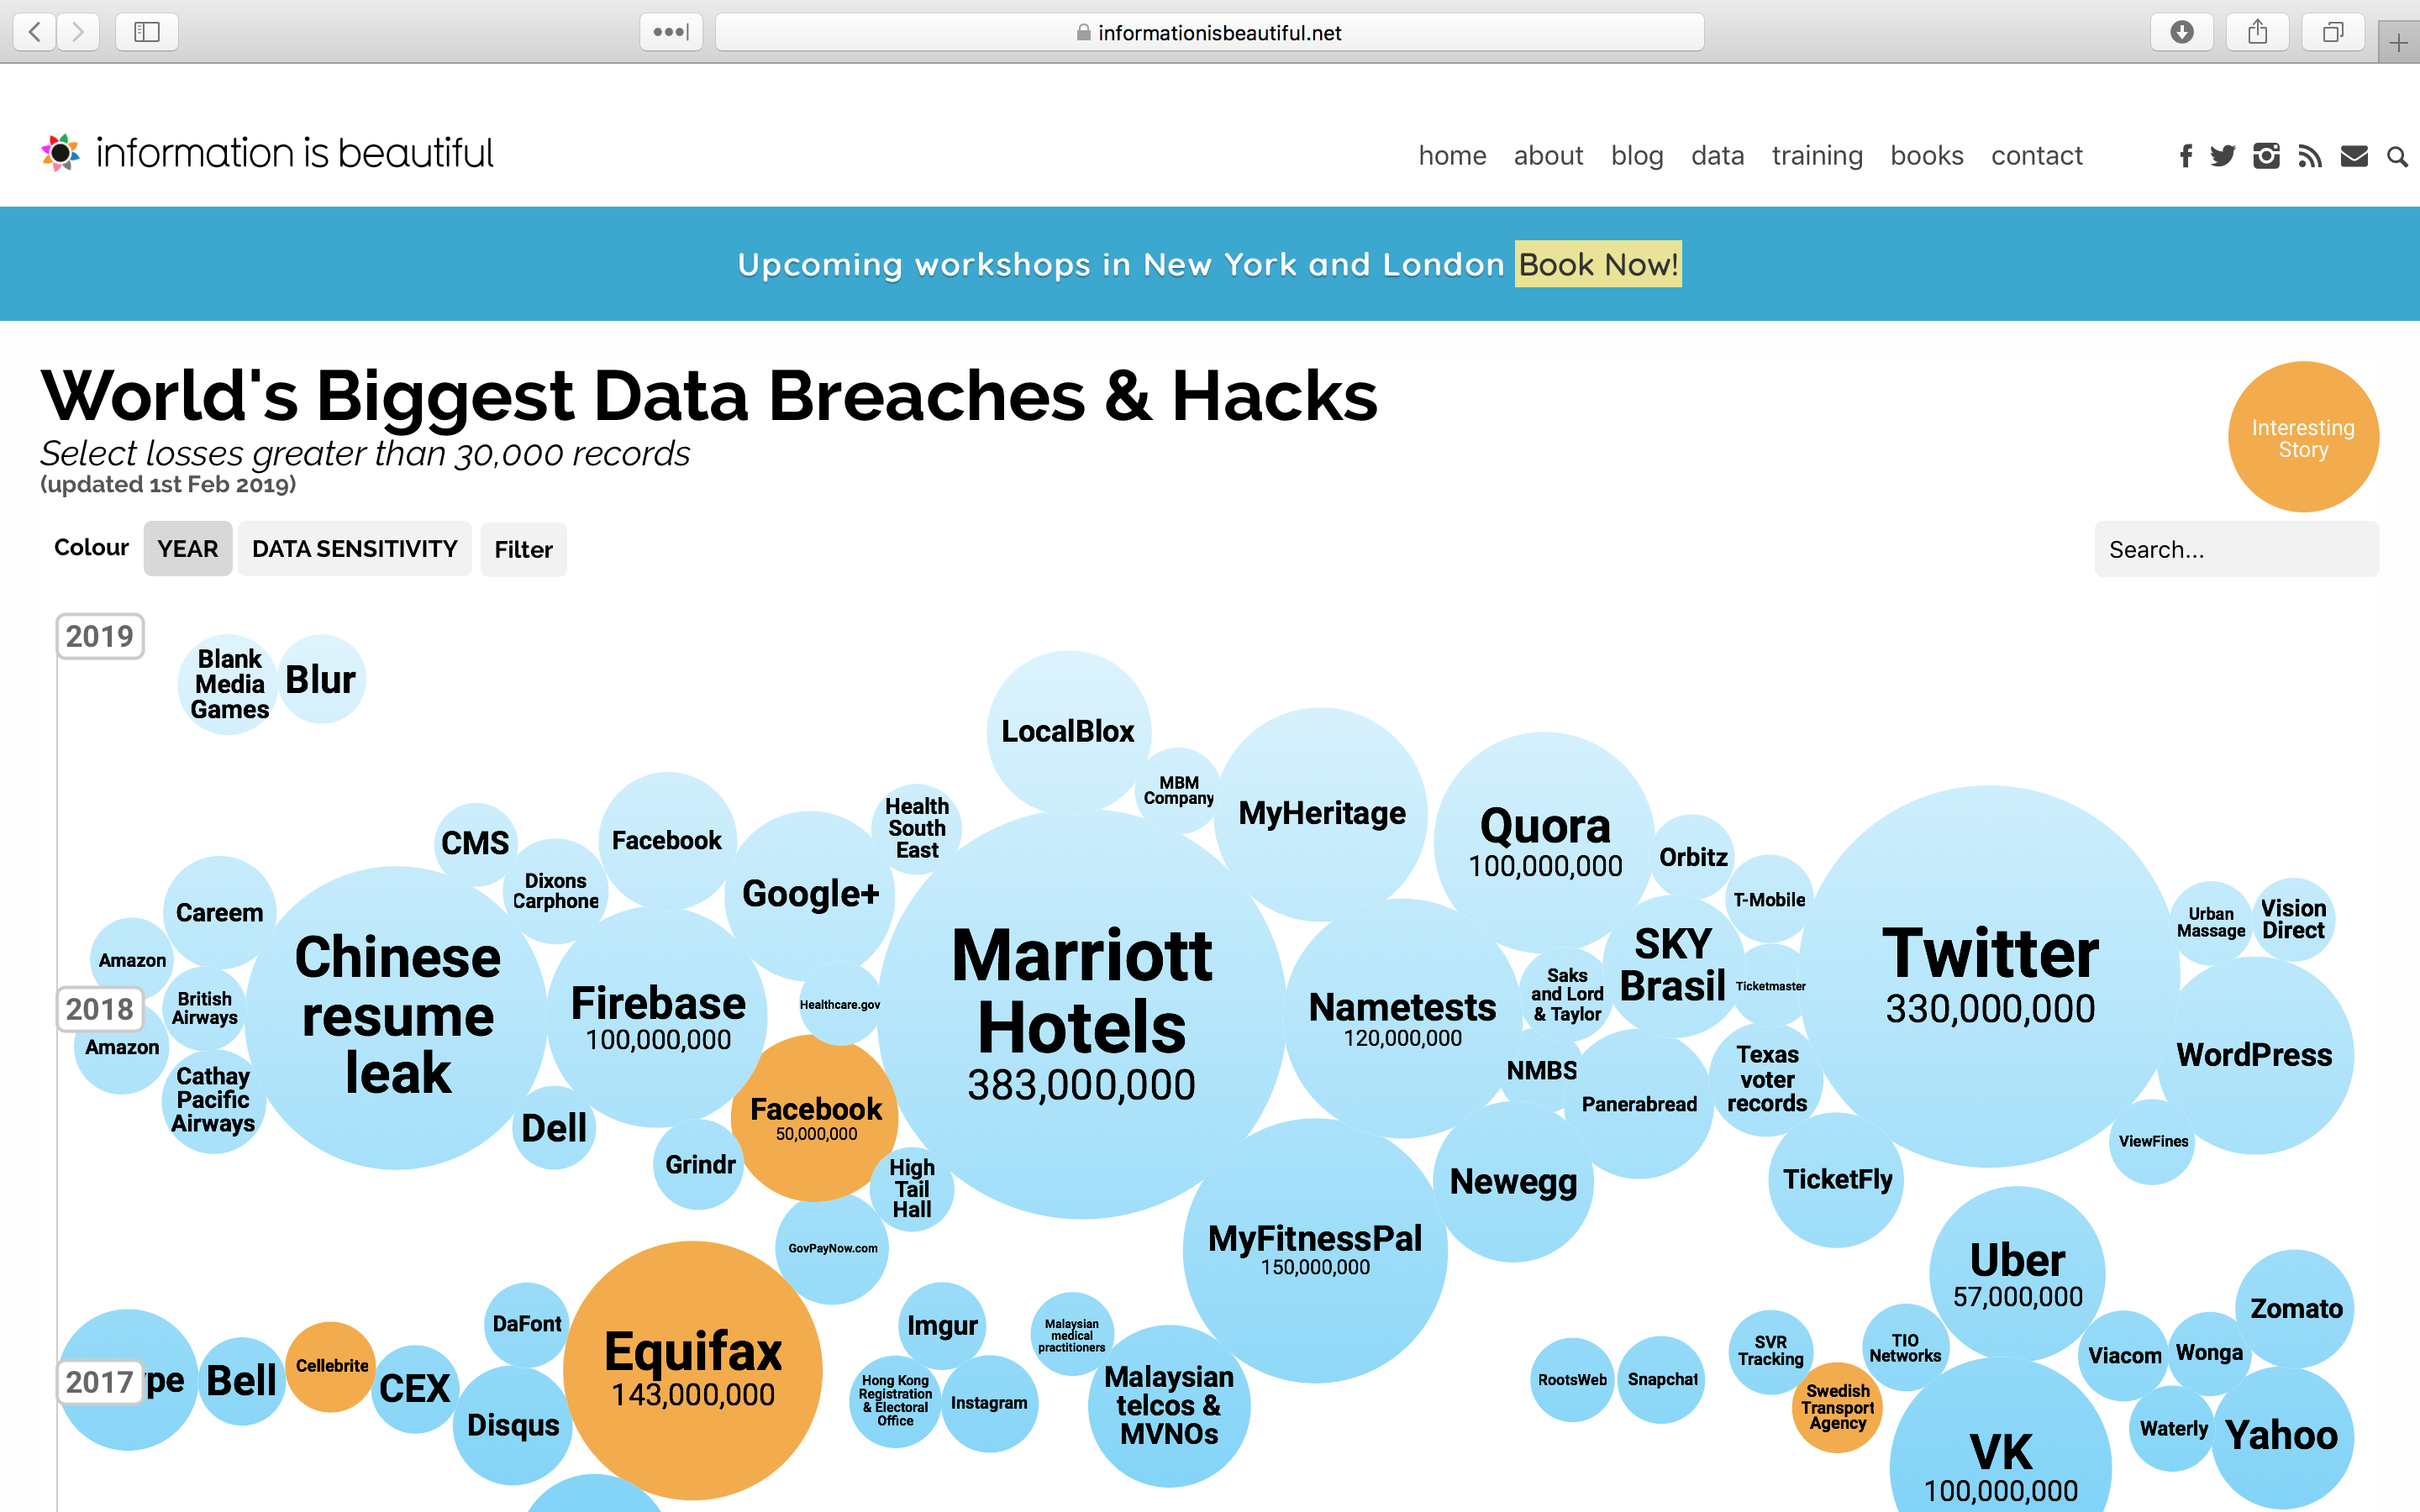 informationisbeautiful.net
information is beautiful
home about blog data training books contact
Upcoming workshops in New York and London Book Now!
World's Biggest Data Breaches & Hacks
Select losses greater than 30,000 records
(updated 1st Feb 2019)
Interesting
Story
Colour YEAR DATA SENSITIVITY Filter
Search...
2019
Blank
Media
Games
Blur
LocalBlox
MBM
Company
MyHeritage
Quora
100,000,000
Orbitz
T-Mobile
CMS
Dixons
Carphone
Facebook
Health
South
East
Google+
Careem
Amazon
Chinese
resume
leak
Firebase
100,000,000
Healthcare.gov
Marriott
Hotels
383,000,000
Nametests
120,000,000
Saks
and Lord
& Taylor
SKY
Brasil
Ticketmaster
Twitter
330,000,000
Urban
Massage
Vision
Direct
2018
British
Airways
Amazon
Cathay
Pacific
Airways
Dell
Facebook
50,000,000
Grindr
High
Tail
Hall
NMBS
Panerabread
Texas
voter
records
WordPress
ViewFines
TicketFly
Newegg
MyFitnessPal
150,000,000
GovPayNow.com
Uber
57,000,000
Zomato
2017
pe
Bell
Cellebrite
CEX
DaFont
Disqus
Equifax
143,000,000
Imgur
Hong Kong
Registration
& Electoral
Office
Instagram
Malaysian
medical
practitioners
Malaysian
telcos &
MVNOs
RootsWeb
Snapchat
SVR
Tracking
Swedish
Transport
Agency
TIO
Networks
VK
100,000,000
Viacom
Wonga
Waterly
Yahoo